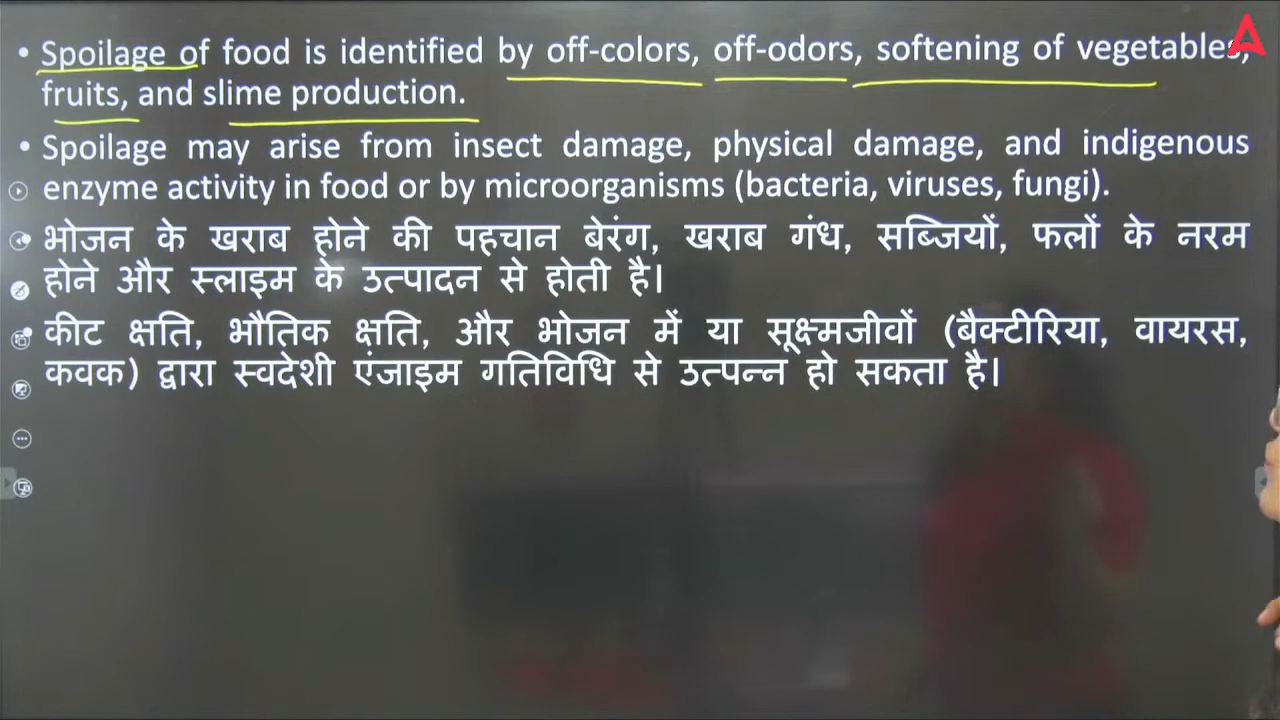 • Spoilage of food is identified by off-colors, off-odors, softening of vegetables,
fruits, and slime production.
• Spoilage may arise from insect damage, physical damage, and indigenous
enzyme activity in food or by microorganisms (bacteria, viruses, fungi).
भोजन के खराब होने की पहचान बेरंग, खराब गंध, सब्जियों, फलों के नरम
होने और स्लाइम के उत्पादन से होती है।
कीट क्षति, भौतिक क्षति, और भोजन में या सूक्ष्मजीवों (बैक्टीरिया, वायरस,
कवक) द्वारा स्वदेशी एंजाइम गतिविधि से उत्पन्न हो सकता है।